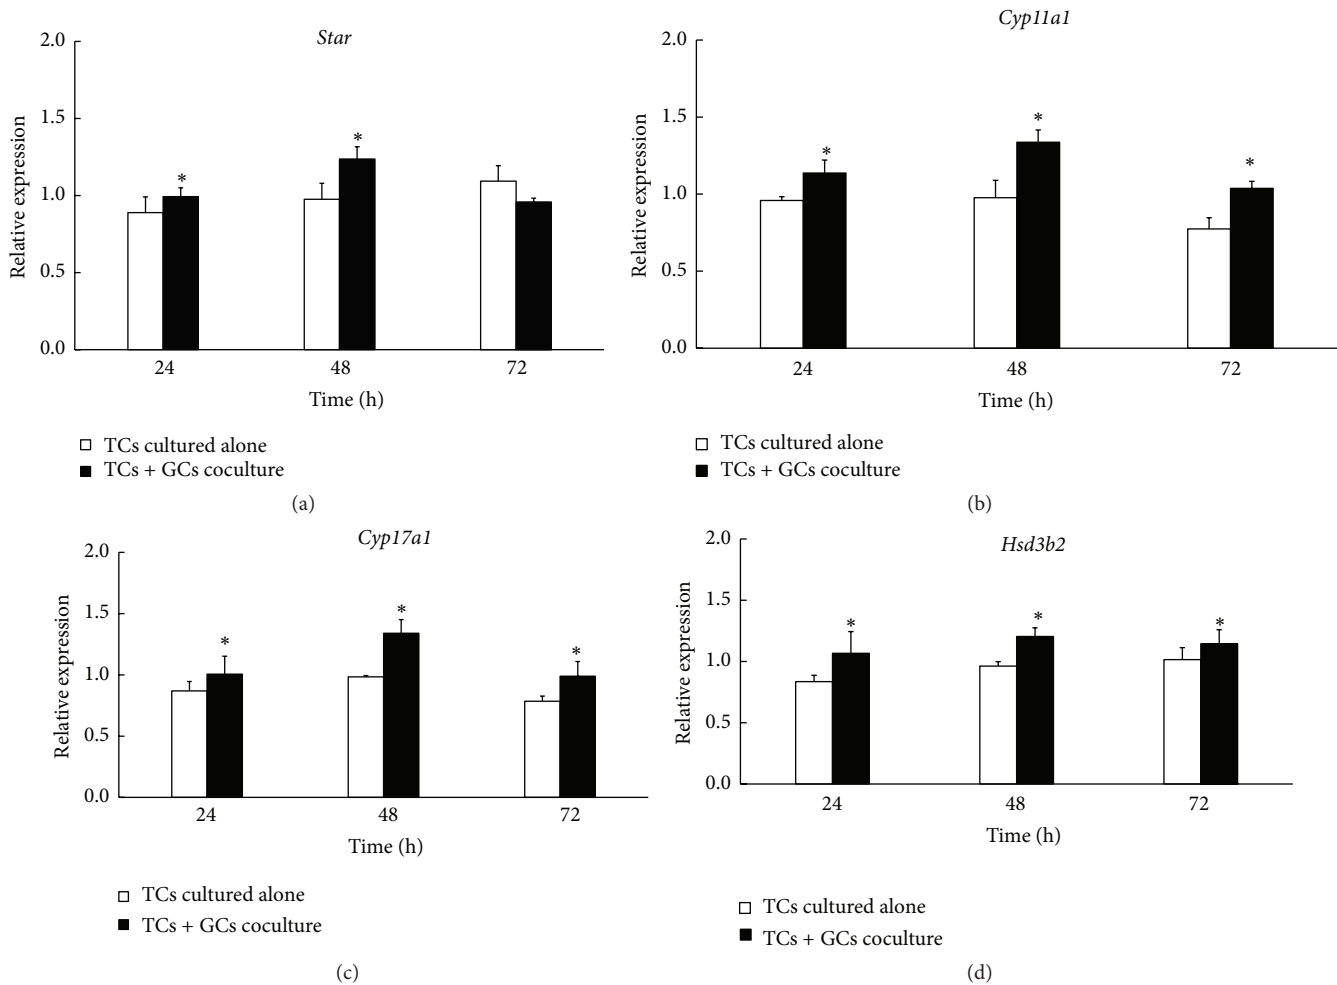 Star
2.0
1.5
1.0
0.5
0.0
Relative expression
*
*
24 48 72
Time (h)
TCs cultured alone
TCs + GCs coculture
(a)
Cyp11a1
2.0
1.5
1.0
0.5
0.0
Relative expression
*
*
*
24 48 72
Time (h)
TCs cultured alone
TCs + GCs coculture
(b)
Cyp17a1
2.0
1.5
1.0
0.5
0.0
Relative expression
*
*
*
24 48 72
Time (h)
TCs cultured alone
TCs + GCs coculture
(c)
Hsd3b2
2.0
1.5
1.0
0.5
0.0
Relative expression
*
*
*
24 48 72
Time (h)
TCs cultured alone
TCs + GCs coculture
(d)